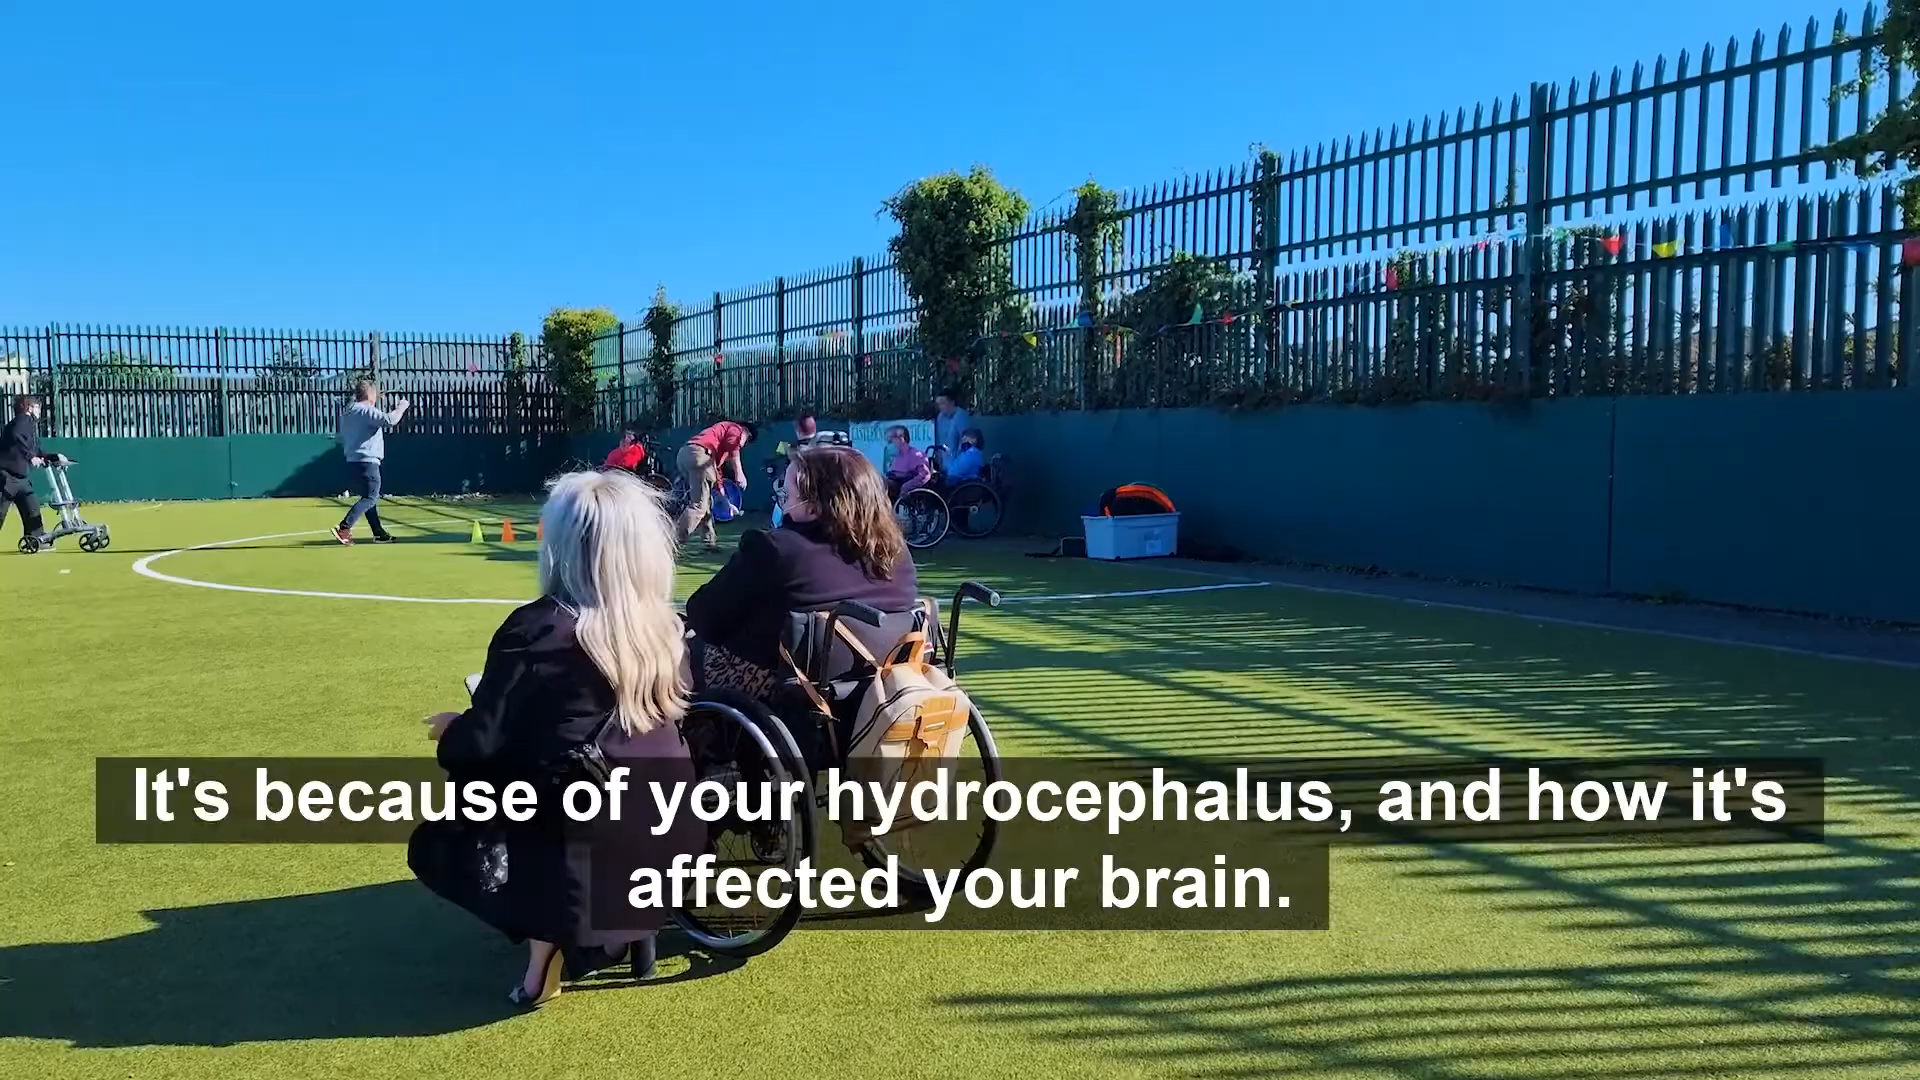 It's because of your hydrocephalus, and how it's
affected your brain.